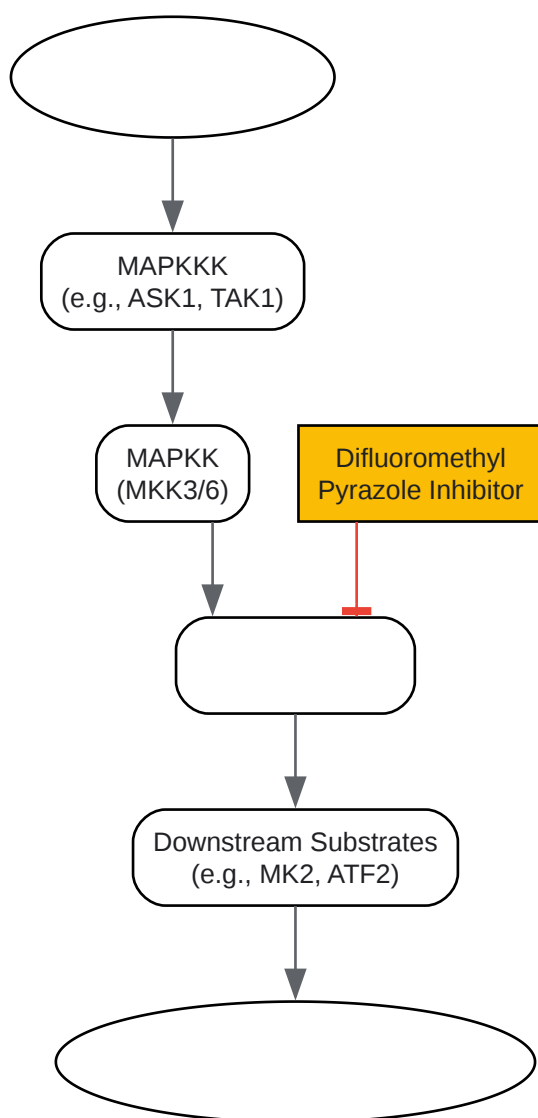 MAPKKK
(e.g., ASK1, TAK1)
MAPKK
(MKK3/6)
Difluoromethyl
Pyrazole Inhibitor
Downstream Substrates
(e.g., MK2, ATF2)